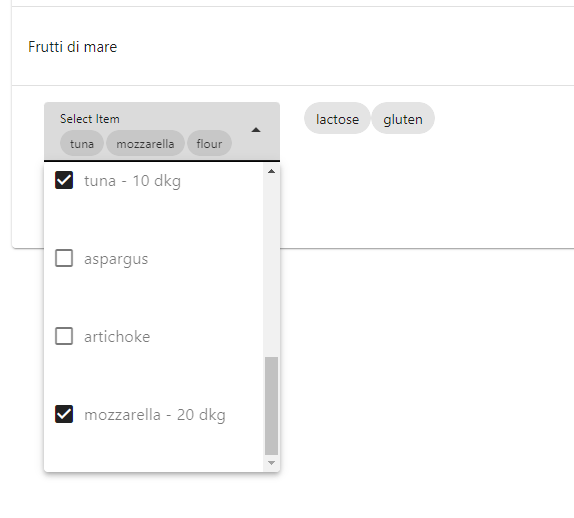 Frutti di mare
Select Item
tuna mozzarella flour
lactose gluten
tuna - 10 dkg
aspargus
artichoke
mozzarella - 20 dkg